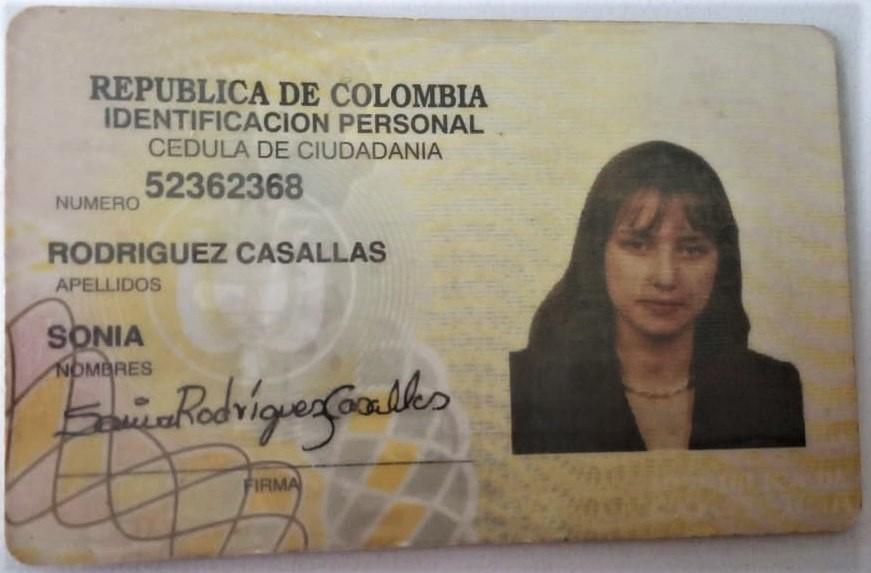 REPUBLICA DE COLOMBIA
IDENTIFICACION PERSONAL
CEDULA DE CIUDADANIA
NUMERO 52362368
RODRIGUEZ CASALLAS
APELLIDOS
SONIA
NOMBRES
Sonia Rodríguez Casallas
FIRMA